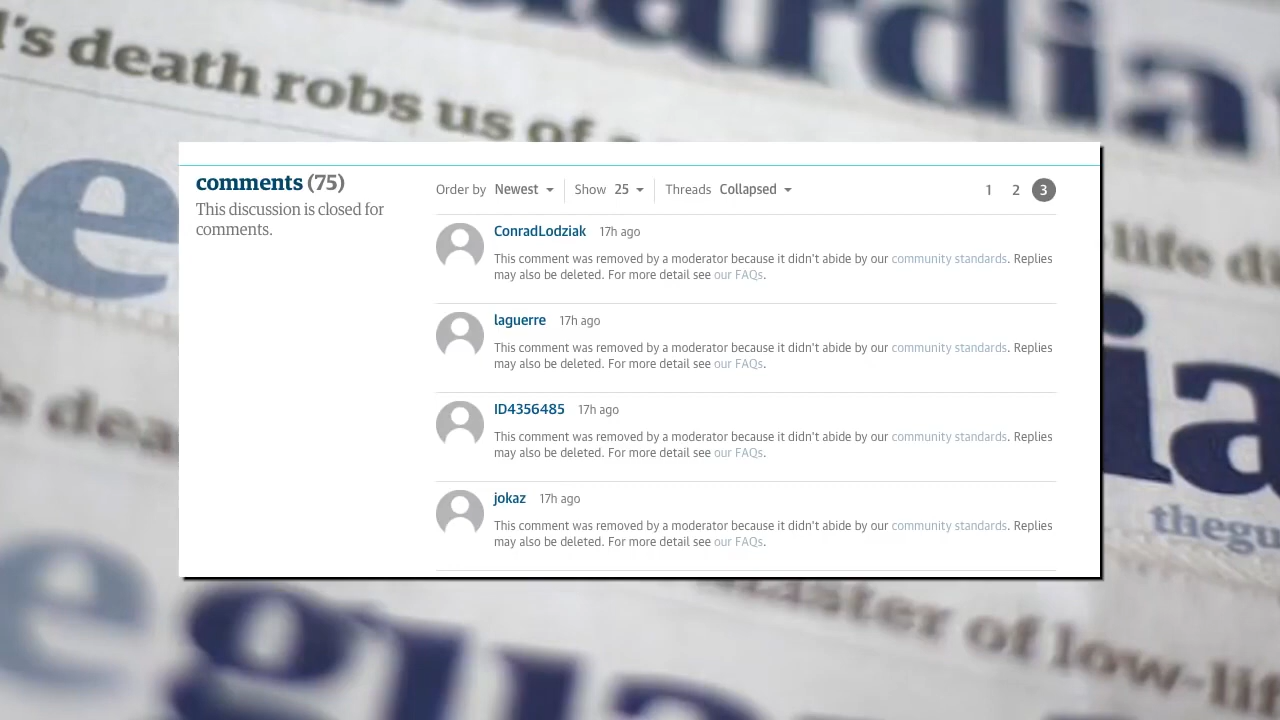 's death robs us of a
comments (75)
This discussion is closed for
comments.
Order by Newest Show 25 Threads Collapsed 1 2 3
ConradLodziak 17h ago
This comment was removed by a moderator because it didn't abide by our community standards. Replies
may also be deleted. For more detail see our FAQs.
laguerre 17h ago
This comment was removed by a moderator because it didn't abide by our community standards. Replies
may also be deleted. For more detail see our FAQs.
ID4356485 17h ago
This comment was removed by a moderator because it didn't abide by our community standards. Replies
may also be deleted. For more detail see our FAQs.
jokaz 17h ago
This comment was removed by a moderator because it didn't abide by our community standards. Replies
may also be deleted. For more detail see our FAQs.
-life di
ia
thegu
of low-lif
gua